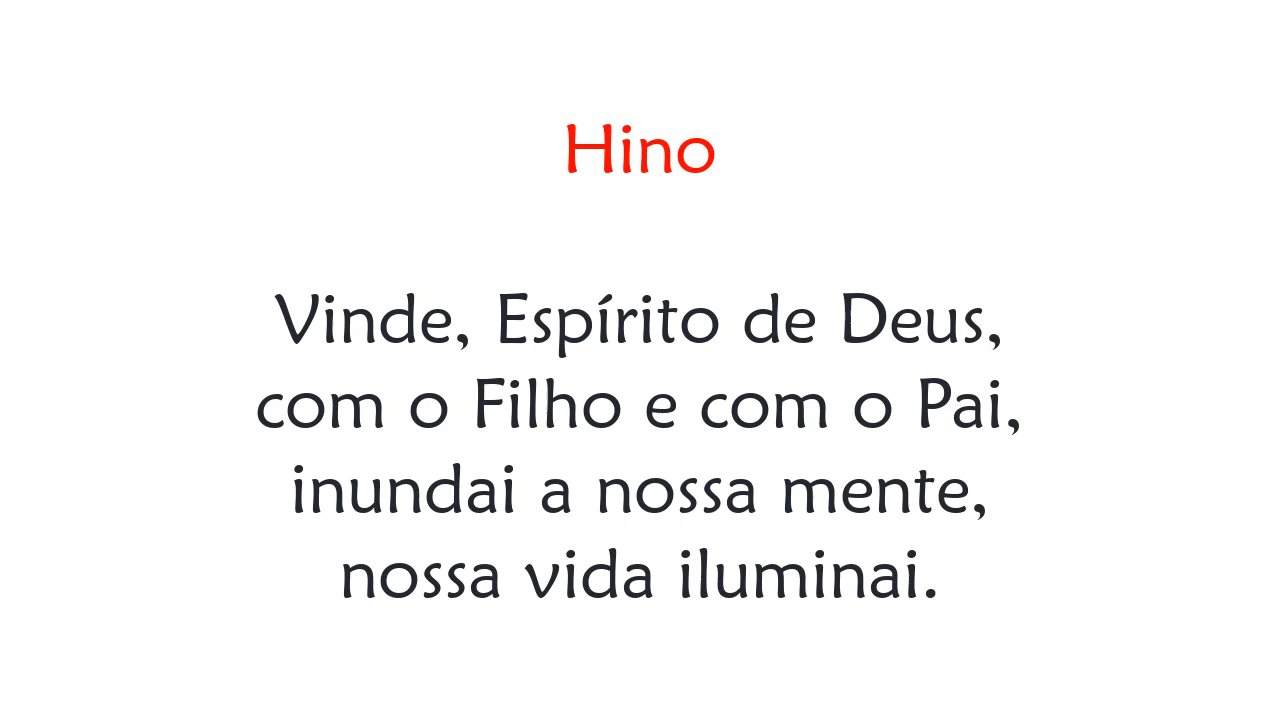 Hino
Vinde, Espírito de Deus,
com o Filho e com o Pai,
inundai a nossa mente,
nossa vida iluminai.